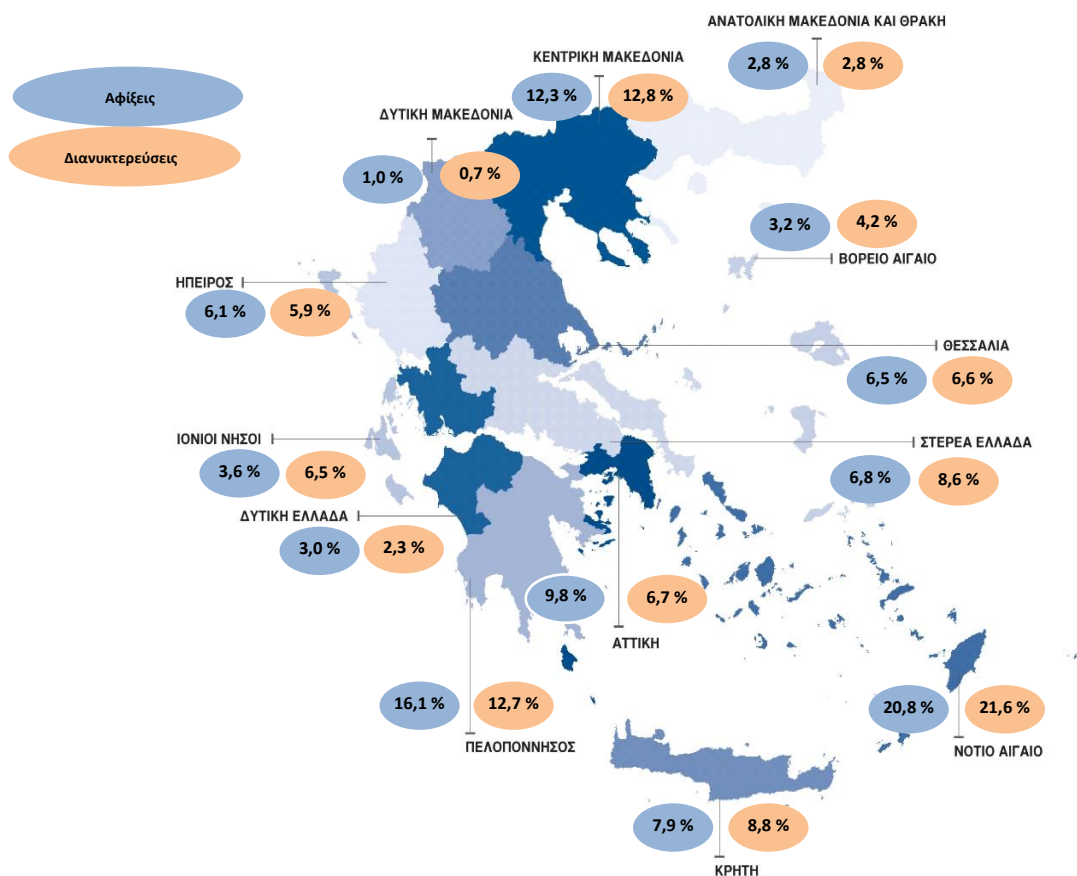 ΑΝΑΤΟΛΙΚΗ ΜΑΚΕΔΟΝΙΑ ΚΑΙ ΘΡΑΚΗ
2,8 % 2,8 %
ΚΕΝΤΡΙΚΗ ΜΑΚΕΔΟΝΙΑ
12,3 % 12,8 %
Αφίξεις
Διανυκτερεύσεις
ΔΥΤΙΚΗ ΜΑΚΕΔΟΝΙΑ
1,0 % 0,7 %
3,2 % 4,2 %
ΒΟΡΕΙΟ ΑΙΓΑΙΟ
ΗΠΕΙΡΟΣ
6,1 % 5,9 %
ΘΕΣΣΑΛΙΑ
6,5 % 6,6 %
ΙΟΝΙΟΙ ΝΗΣΟΙ
3,6 % 6,5 %
ΣΤΕΡΕΑ ΕΛΛΑΔΑ
6,8 % 8,6 %
ΔΥΤΙΚΗ ΕΛΛΑΔΑ
3,0 % 2,3 %
9,8 % 6,7 %
ΑΤΤΙΚΗ
16,1 % 12,7 %
ΠΕΛΟΠΟΝΝΗΣΟΣ
20,8 % 21,6 %
ΝΟΤΙΟ ΑΙΓΑΙΟ
7,9 % 8,8 %
ΚΡΗΤΗ